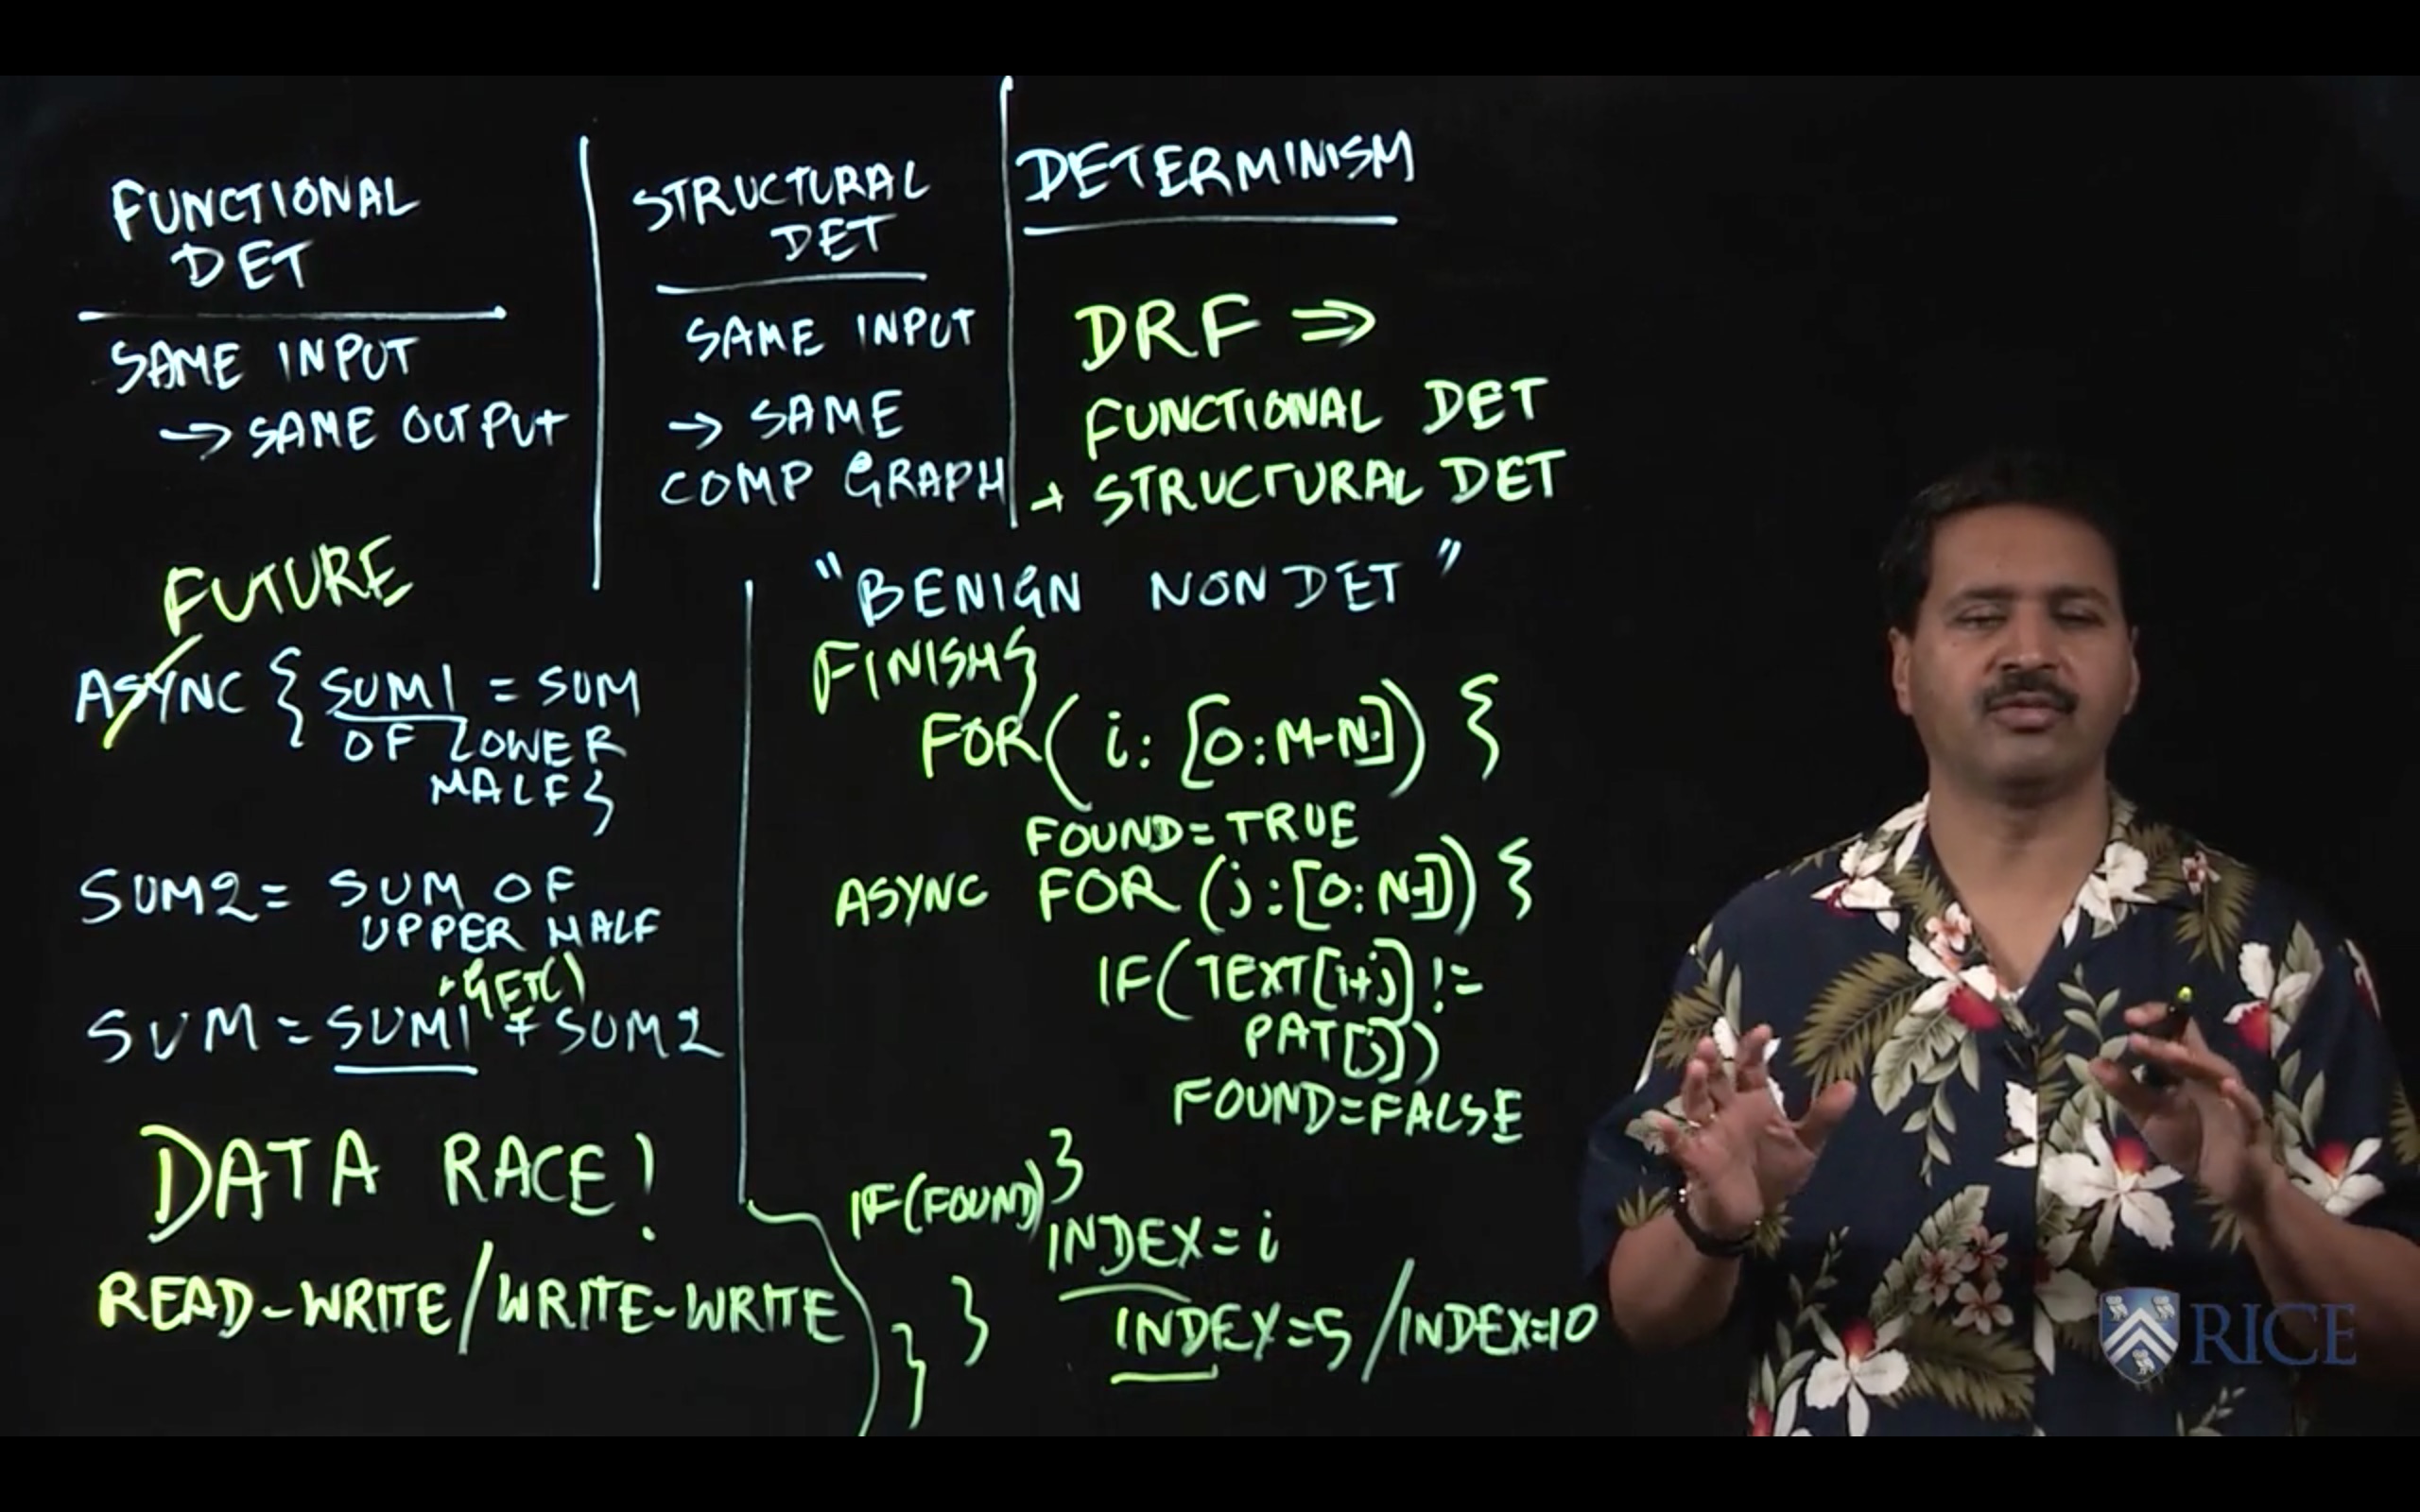 FUNCTIONAL
DET
SAME INPUT
→ SAME OUTPUT
STRUCTURAL
DET
SAME INPUT
→ SAME
COMP GRAPH
DETERMINISM
DRF ⇒
FUNCTIONAL DET
+ STRUCTURAL DET
FUTURE
ASYNC { SUM1 = SUM
OF LOWER
HALF}
SUM2 = SUM OF
UPPER HALF
.GET()
SUM = SUM1 + SUM2
DATA RACE!
READ-WRITE/WRITE-WRITE
"BENIGN NONDET"
FINISH{
FOR( i: [0:M-N]) {
FOUND=TRUE
ASYNC FOR (j:[0:N-1]) {
IF(TEXT[i+j] !=
PAT[j])
FOUND=FALSE
}
IF(FOUND)
INDEX=i
} }
INDEX=5/INDEX=10
RICE